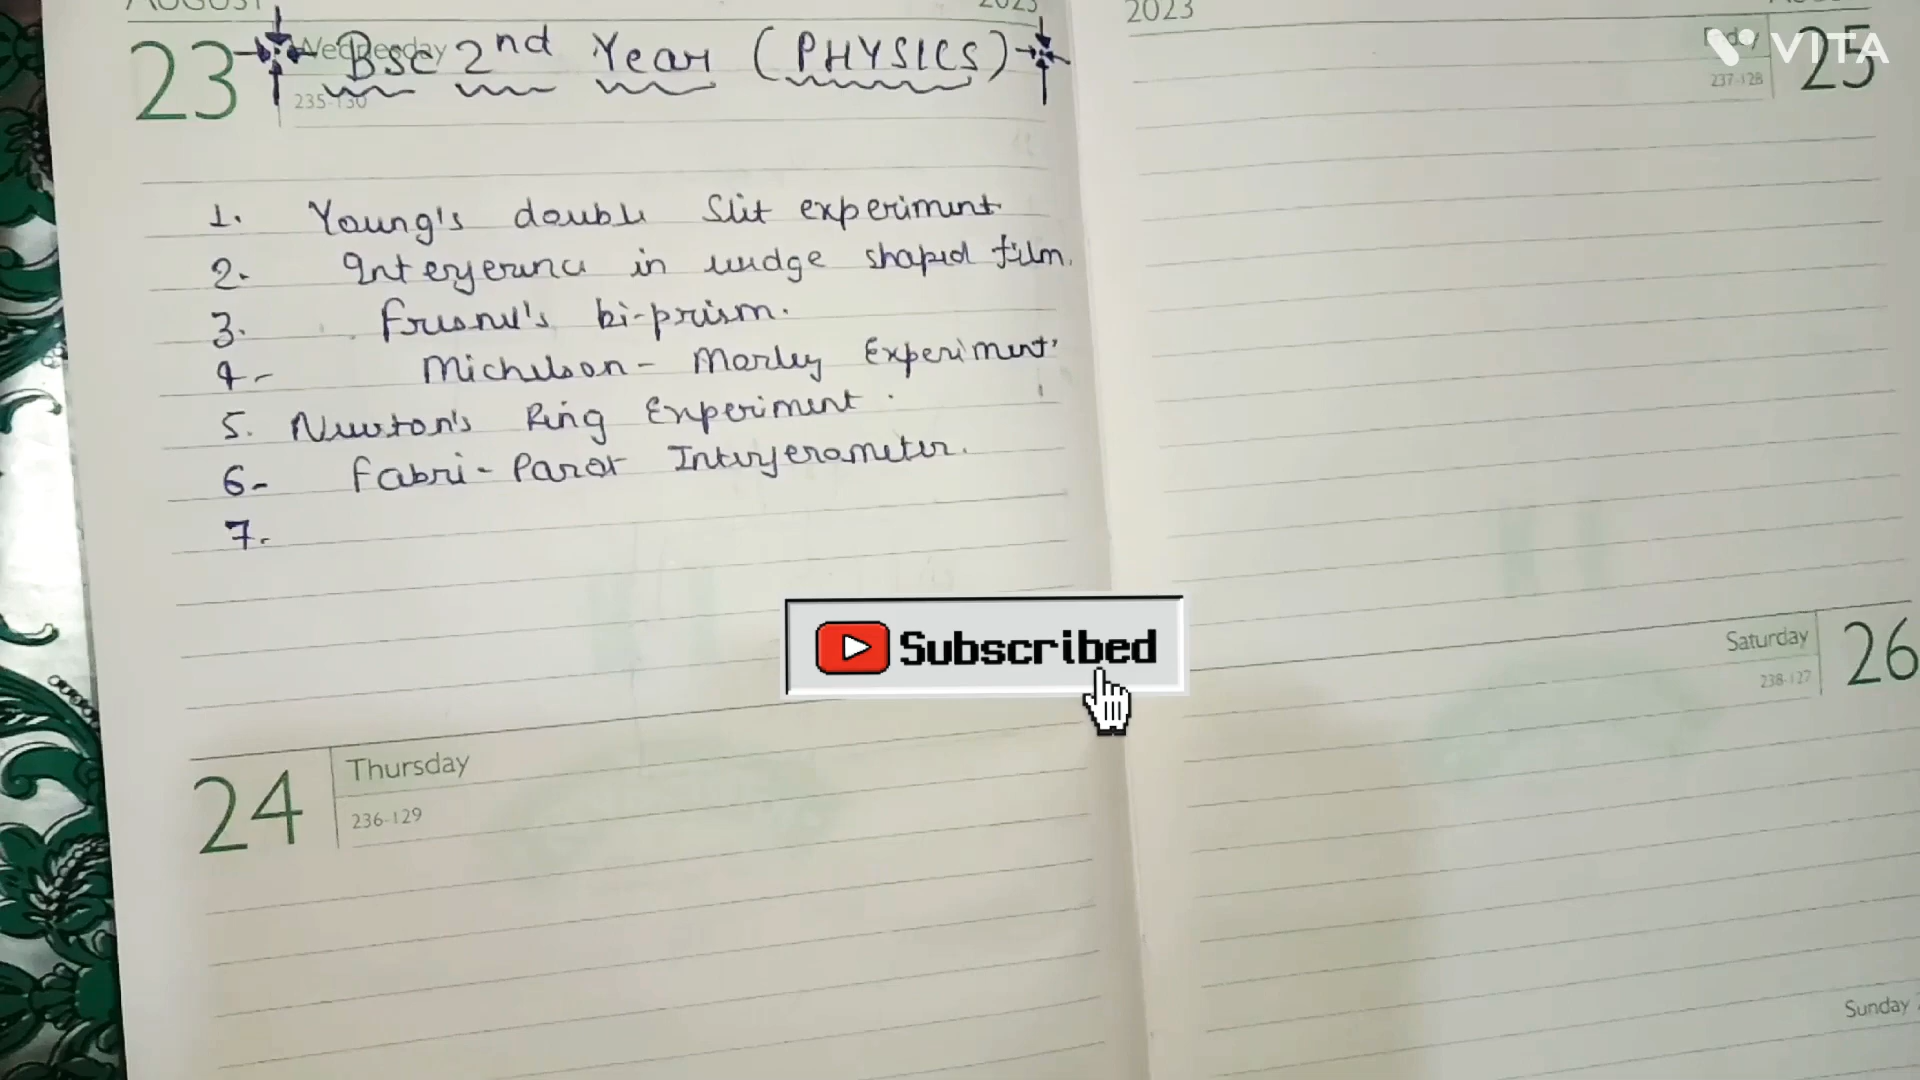 AUGUST 2023
23 Wednesday
235-130
Bsc 2nd Year (PHYSICS)
1. Young's double Slit experiment.
2. Interference in wedge shaped film.
3. Fresnel's bi-prism.
4- Michelson - Morley Experiment.
5. Newton's Ring Experiment.
6- Fabri - Parot Interferometer.
7.
Subscribed
24 Thursday
236-129
2023
Friday 25
237-128
VITA
Saturday 26
238-127
Sunday